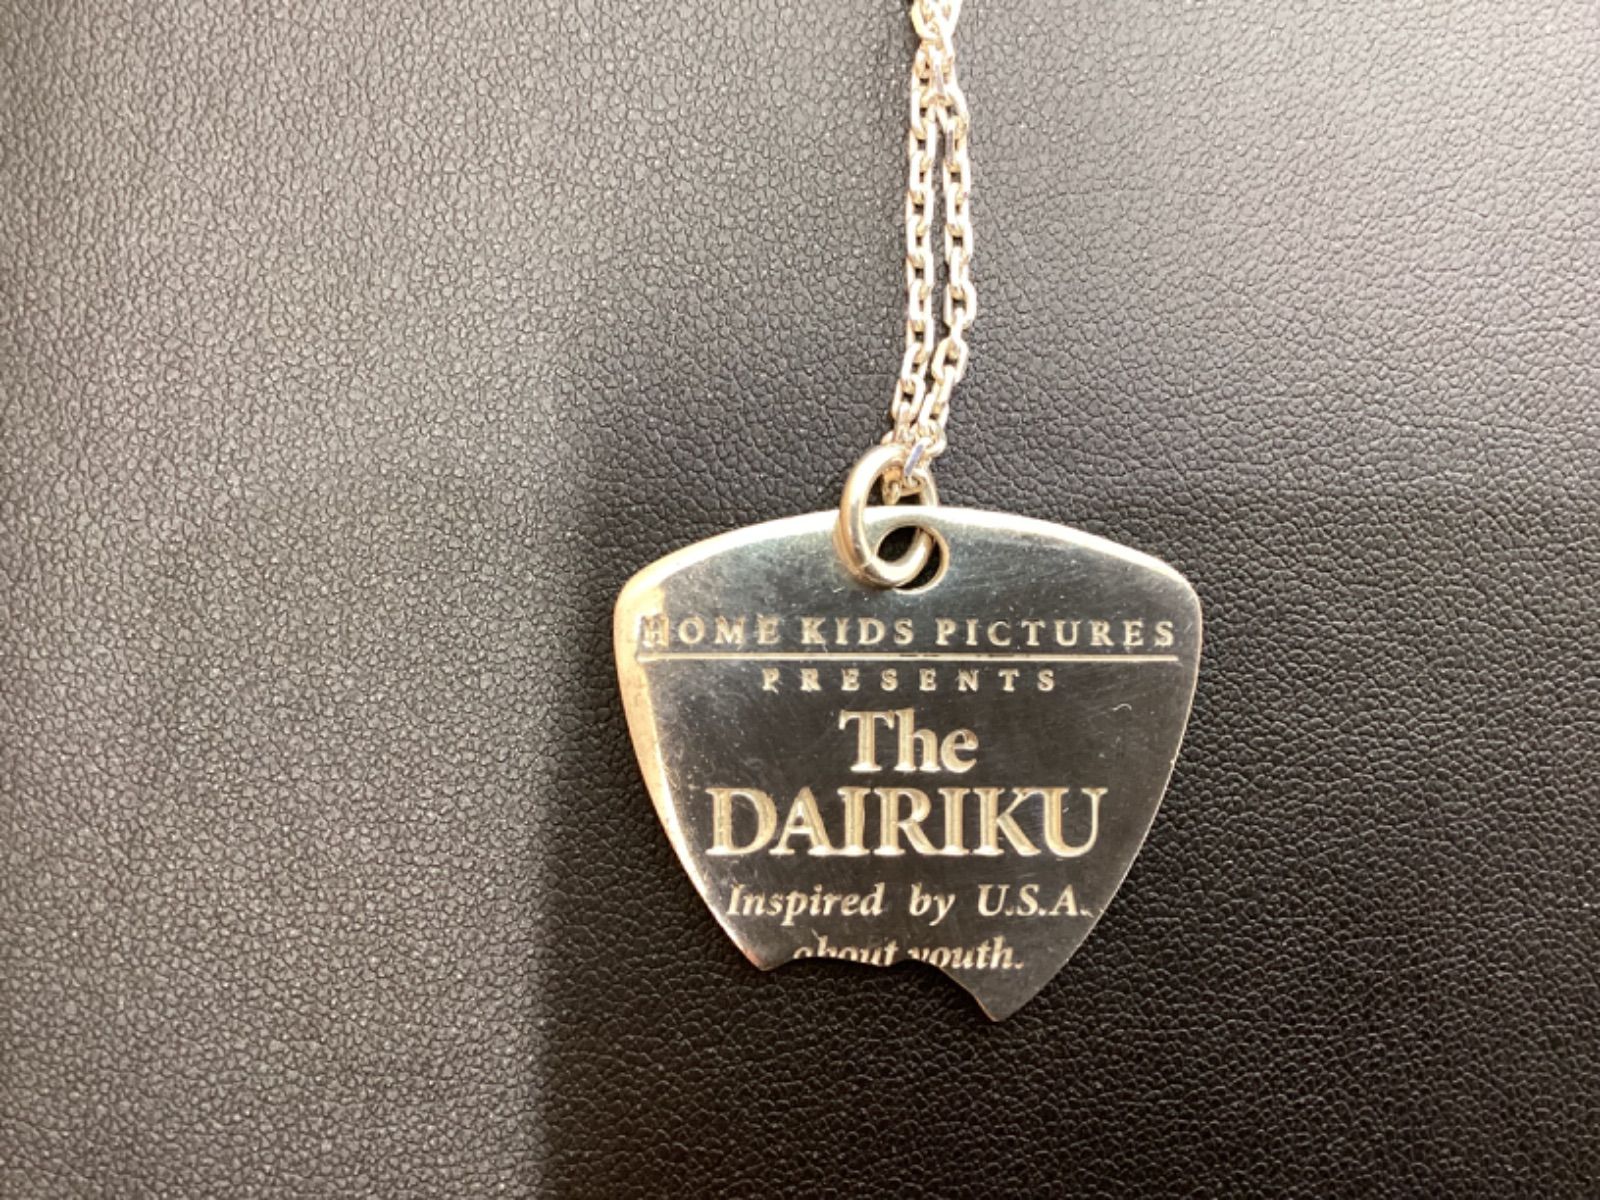 HOME KIDS PICTURES
PRESENTS
The
DAIRIKU
Inspired by U.S.A.
about youth.